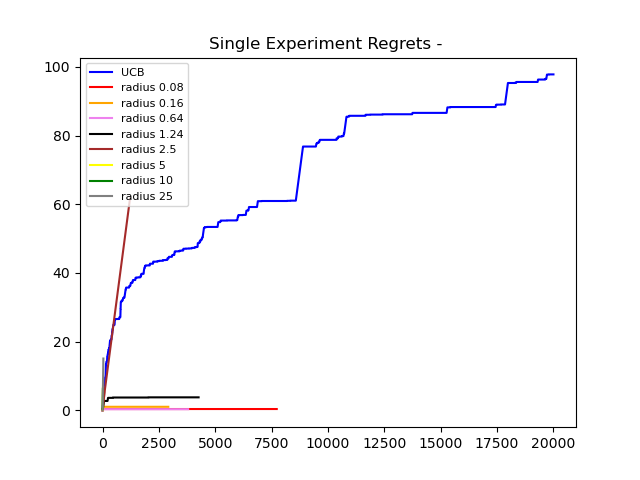 Single Experiment Regrets -
100
80
60
40
20
0
UCB
radius 0.08
radius 0.16
radius 0.64
radius 1.24
radius 2.5
radius 5
radius 10
radius 25
0 2500 5000 7500 10000 12500 15000 17500 20000